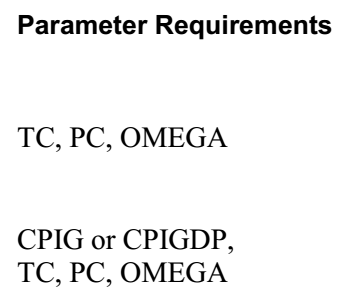 Parameter Requirements
TC, PC, OMEGA
CPIG or CPIGDP,
TC, PC, OMEGA